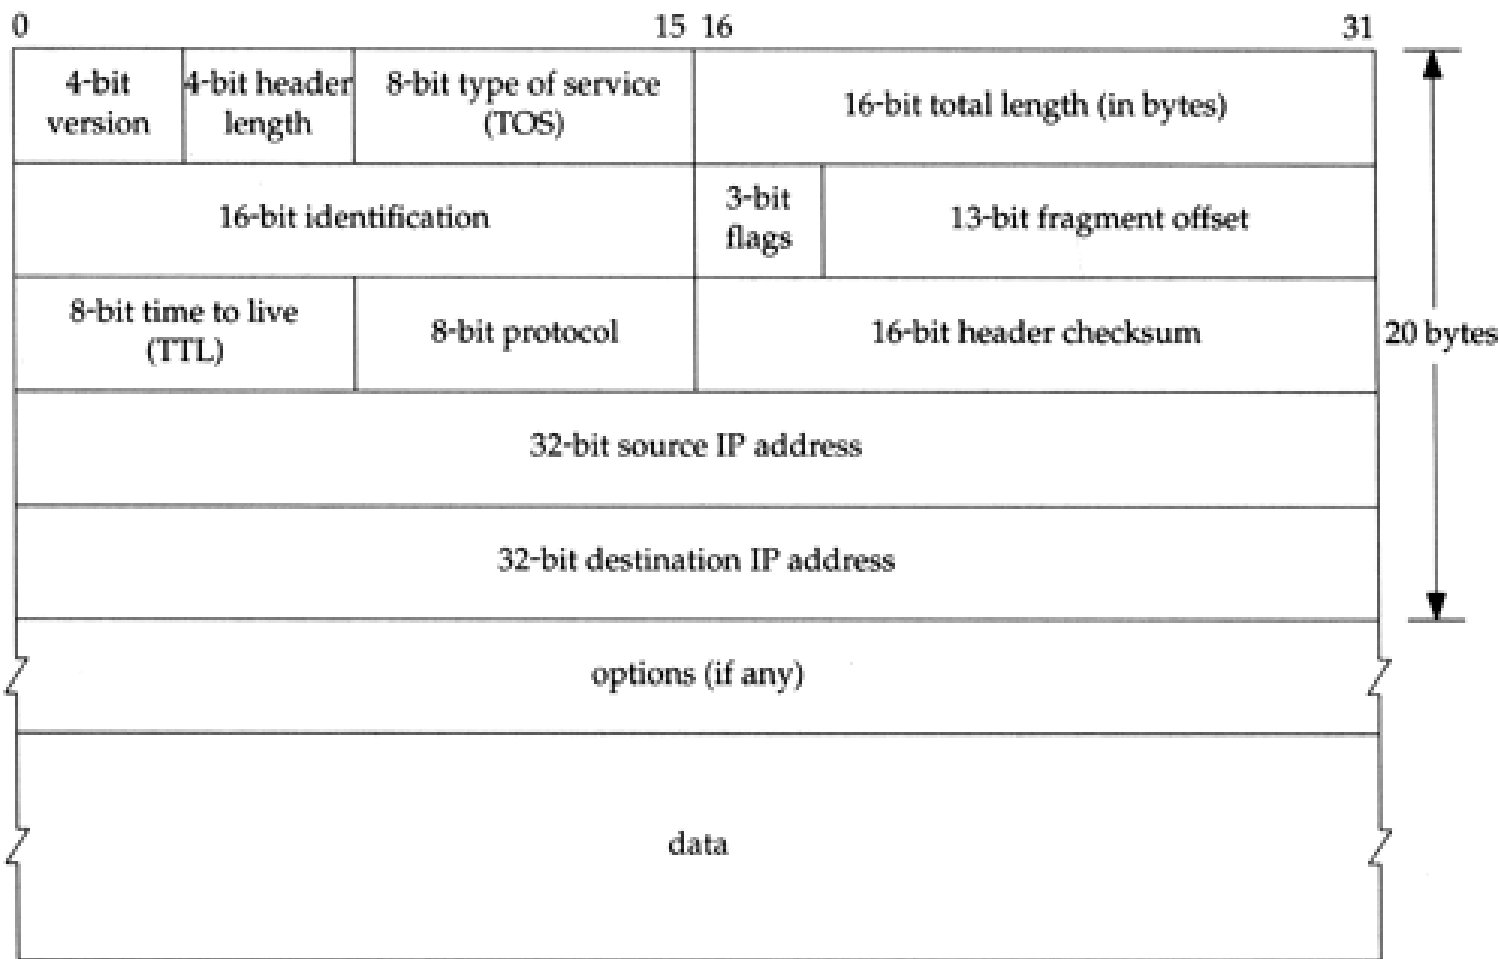 0 15 16 31
4-bit
version
4-bit header
length
8-bit type of service
(TOS)
16-bit total length (in bytes)
16-bit identification
3-bit
flags
13-bit fragment offset
8-bit time to live
(TTL)
8-bit protocol
16-bit header checksum
20 bytes
32-bit source IP address
32-bit destination IP address
options (if any)
data